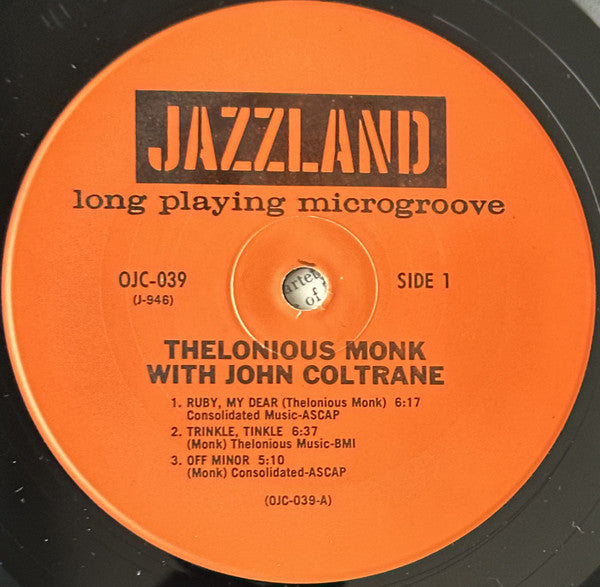 JAZZLAND
long playing microgroove
OJC-039
(J-946)
SIDE 1
artet
of
THELONIOUS MONK
WITH JOHN COLTRANE
1. RUBY, MY DEAR (Thelonious Monk) 6:17
Consolidated Music-ASCAP
2. TRINKLE, TINKLE 6:37
(Monk) Thelonious Music-BMI
3. OFF MINOR 5:10
(Monk) Consolidated-ASCAP
(OJC-039-A)